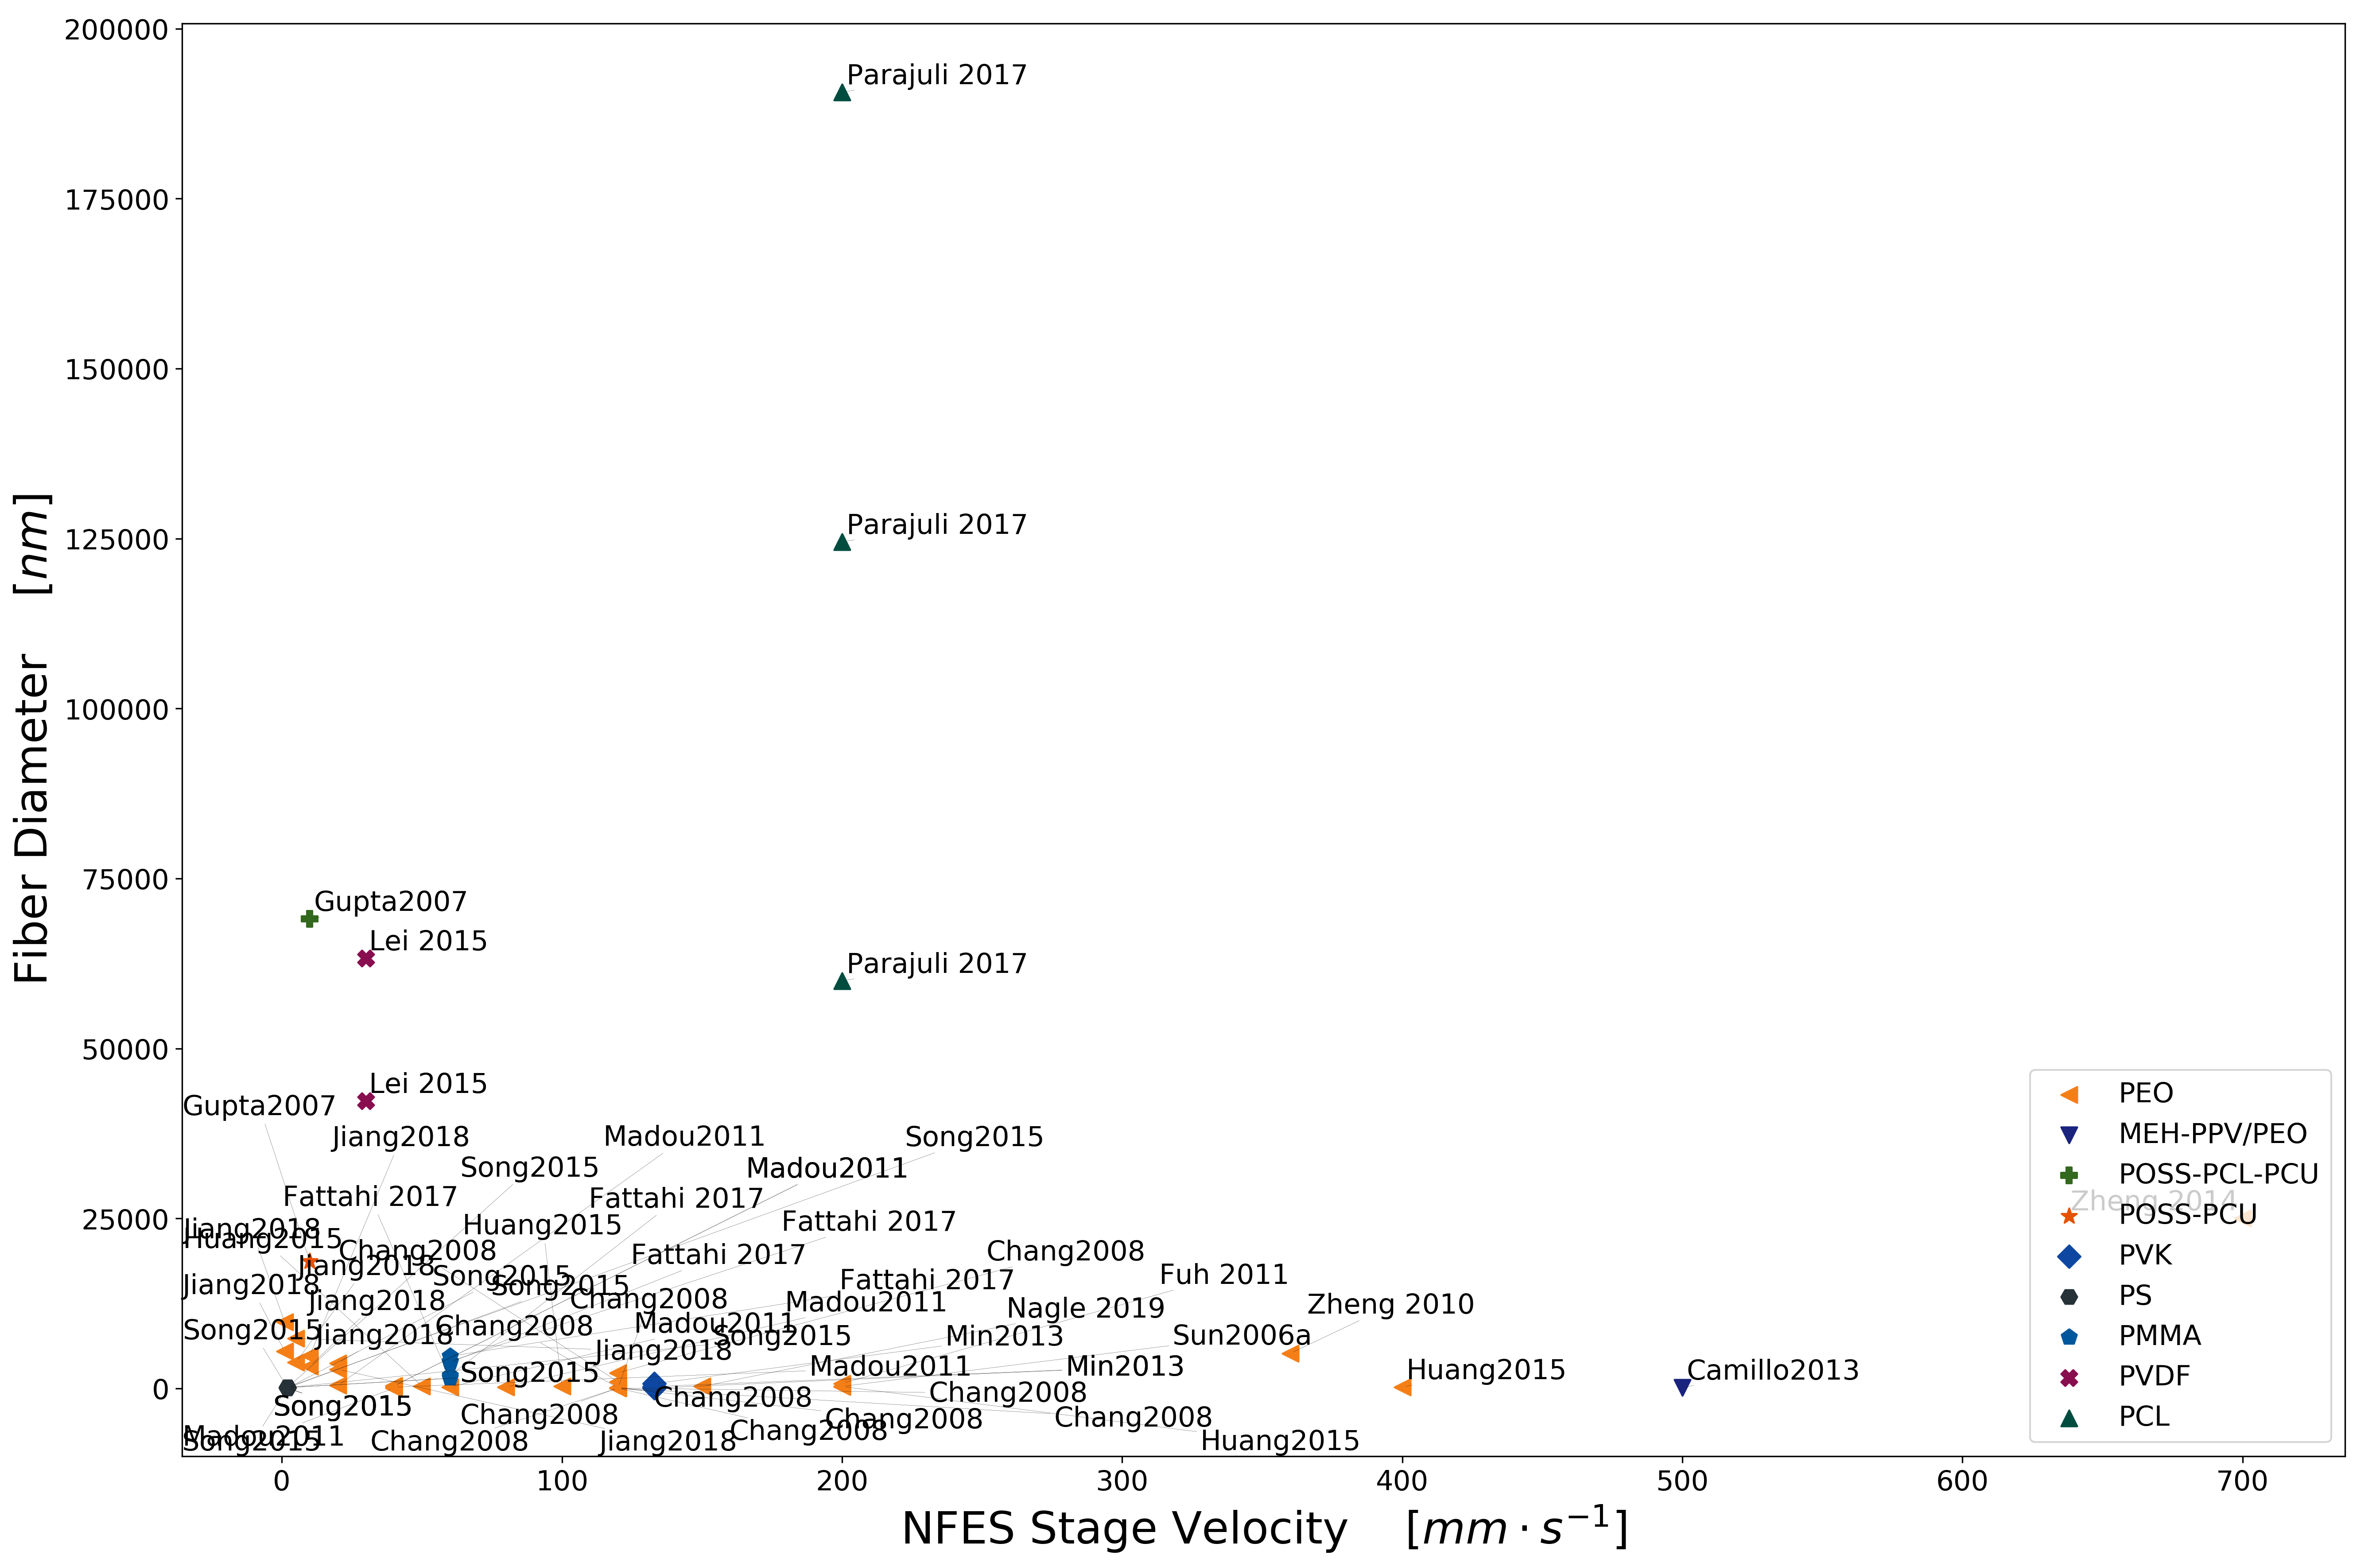 200000
Parajuli 2017
175000
150000
Parajuli 2017
125000
100000
75000
Gupta2007
Lei 2015
Parajuli 2017
50000
Lei 2015
Gupta2007
Jiang2018
Madou2011
Song2015
Song2015
Madou2011
Fattahi 2017
Fattahi 2017
Zheng 2014
25000
Jiang2018
Huang2015
Huang2015
Fattahi 2017
Chang2008
Fattahi 2017
Chang2008
Jiang2018
Song2015
Fuh 2011
Jiang2018
Song2015
Fattahi 2017
Jiang2018
Chang2008
Madou2011
Nagle 2019
Zheng 2010
Song2015
Jiang2018
Chang2008
Madou2011
Song2015
Min2013
Sun2006a
Jiang2018
Song2015
Madou2011
Min2013
Huang2015
Camillo2013
0
Song2015
Chang2008
Chang2008
Chang2008
Chang2008
Chang2008
Madou2011
Song2015
Chang2008
Jiang2018
Chang2008
Huang2015
PEO
MEH-PPV/PEO
POSS-PCL-PCU
POSS-PCU
PVK
PS
PMMA
PVDF
PCL
0 100 200 300 400 500 600 700
NFES Stage Velocity [mm · s⁻¹]
Fiber Diameter [nm]